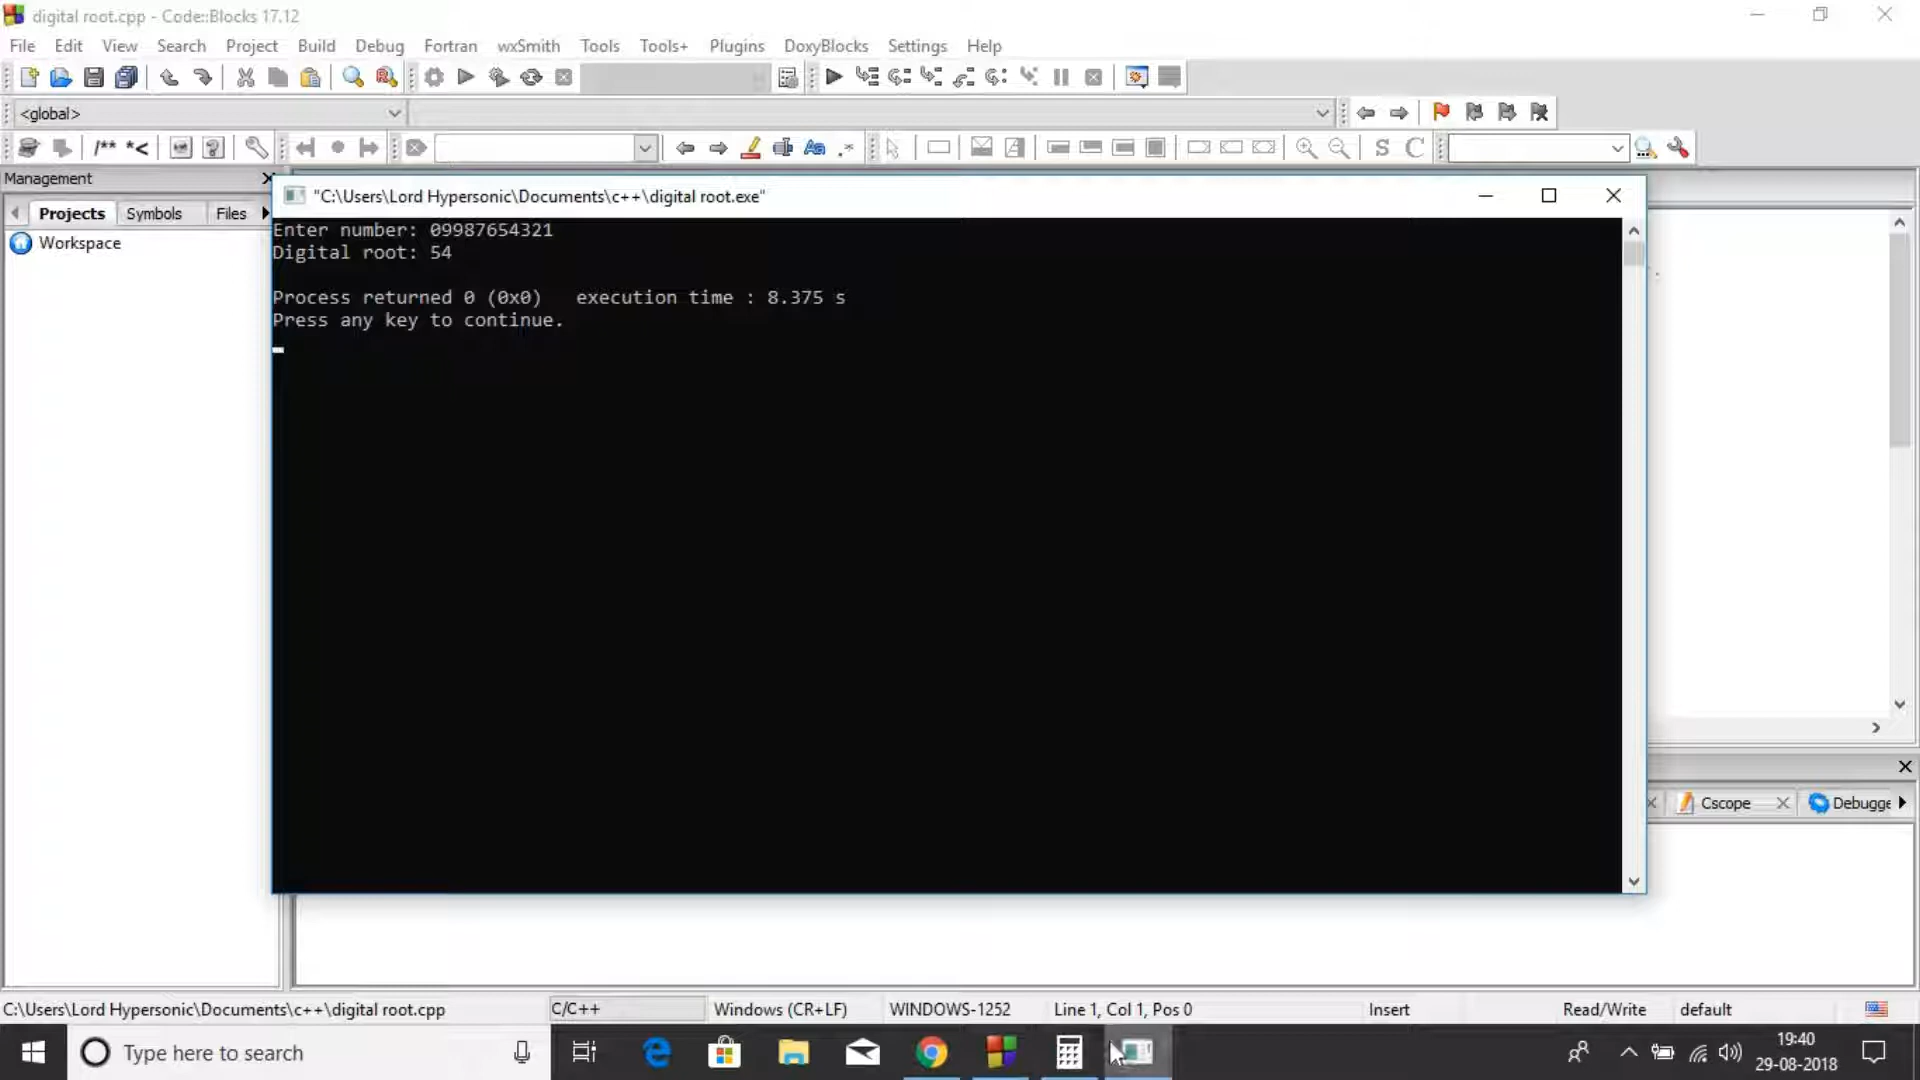 digital root.cpp - Code::Blocks 17.12
File Edit View Search Project Build Debug Fortran wxSmith Tools Tools+ Plugins DoxyBlocks Settings Help
<global>
/** *<
S C
Management
Projects Symbols Files
Workspace
"C:\Users\Lord Hypersonic\Documents\c++\digital root.exe"
Enter number: 09987654321
Digital root: 54
Process returned 0 (0x0)   execution time : 8.375 s
Press any key to continue.
Cscope Debugge
C:\Users\Lord Hypersonic\Documents\c++\digital root.cpp C/C++ Windows (CR+LF) WINDOWS-1252 Line 1, Col 1, Pos 0 Insert Read/Write default
Type here to search
19:40
29-08-2018